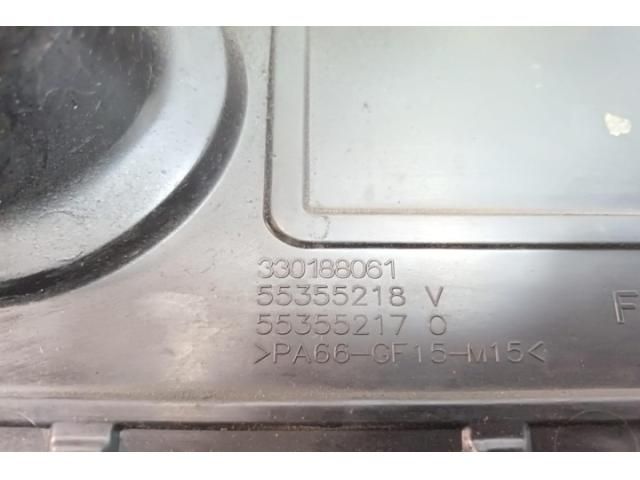 330188061
55355218 V
55355217 O
>PA66-GF15-M15<
F